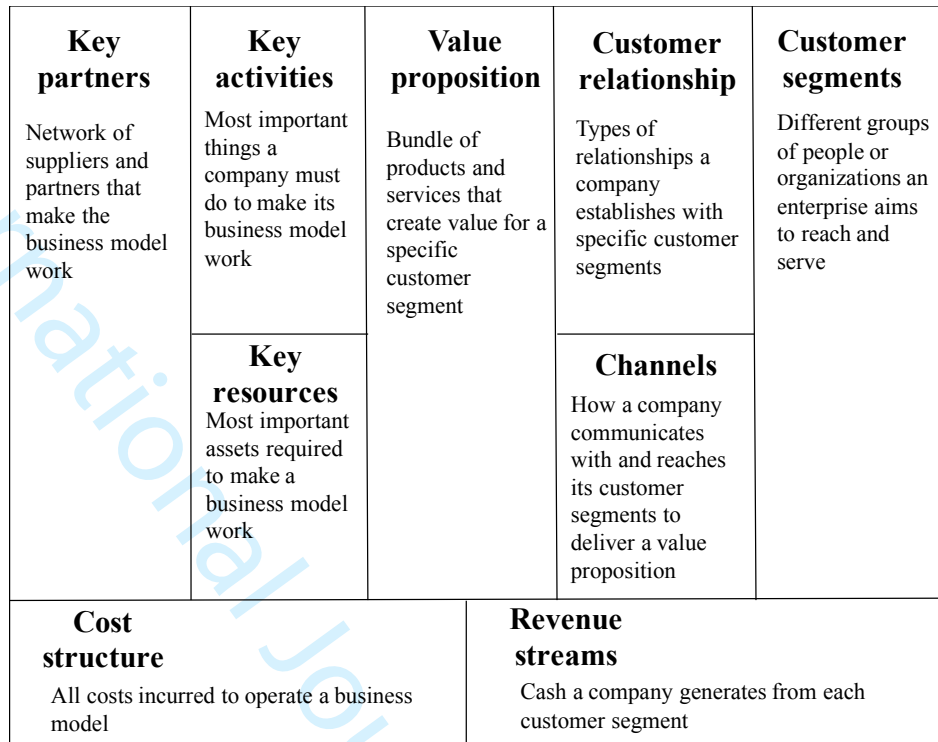 Key
partners
Network of
suppliers and
partners that
make the
business model
work
Key
activities
Most important
things a
company must
do to make its
business model
work
Key
resources
Most important
assets required
to make a
business model
work
Value
proposition
Bundle of
products and
services that
create value for a
specific
customer
segment
Customer
relationship
Types of
relationships a
company
establishes with
specific customer
segments
Channels
How a company
communicates
with and reaches
its customer
segments to
deliver a value
proposition
Customer
segments
Different groups
of people or
organizations an
enterprise aims
to reach and
serve
Cost
structure
All costs incurred to operate a business
model
Revenue
streams
Cash a company generates from each
customer segment